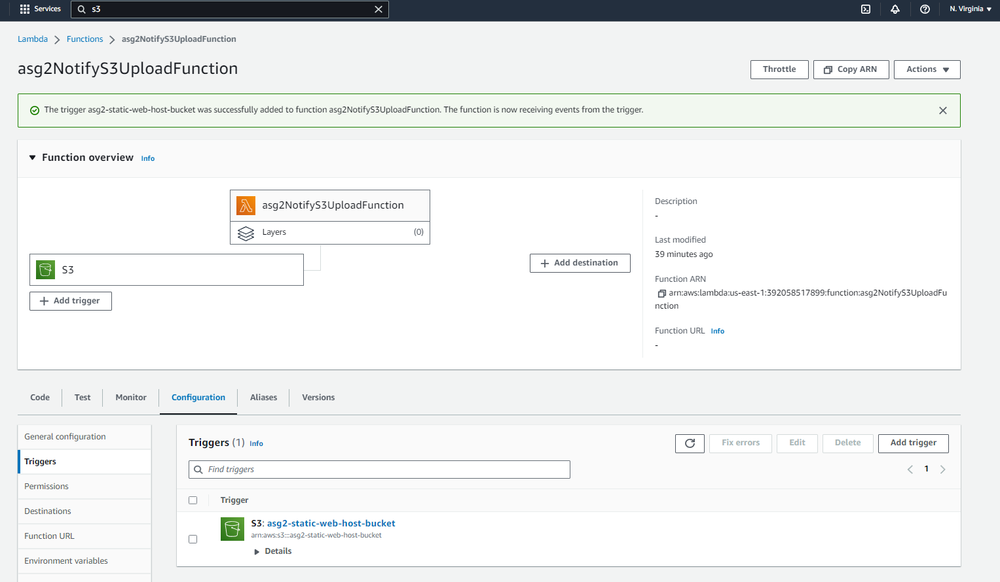 Services
s3
N. Virginia
Lambda
Functions
asg2NotifyS3UploadFunction
asg2NotifyS3UploadFunction
Throttle
Copy ARN
Actions
The trigger asg2-static-web-host-bucket was successfully added to function asg2NotifyS3UploadFunction. The function is now receiving events from the trigger.
Function overview Info
asg2NotifyS3UploadFunction
Layers (0)
S3
Add trigger
Add destination
Description
-
Last modified
39 minutes ago
Function ARN
arn:aws:lambda:us-east-1:392058517899:function:asg2NotifyS3UploadFu
nction
Function URL Info
-
Code
Test
Monitor
Configuration
Aliases
Versions
General configuration
Triggers
Permissions
Destinations
Function URL
Environment variables
Triggers (1) Info
Fix errors
Edit
Delete
Add trigger
Find triggers
1
Trigger
S3: asg2-static-web-host-bucket
arn:aws:s3:::asg2-static-web-host-bucket
Details